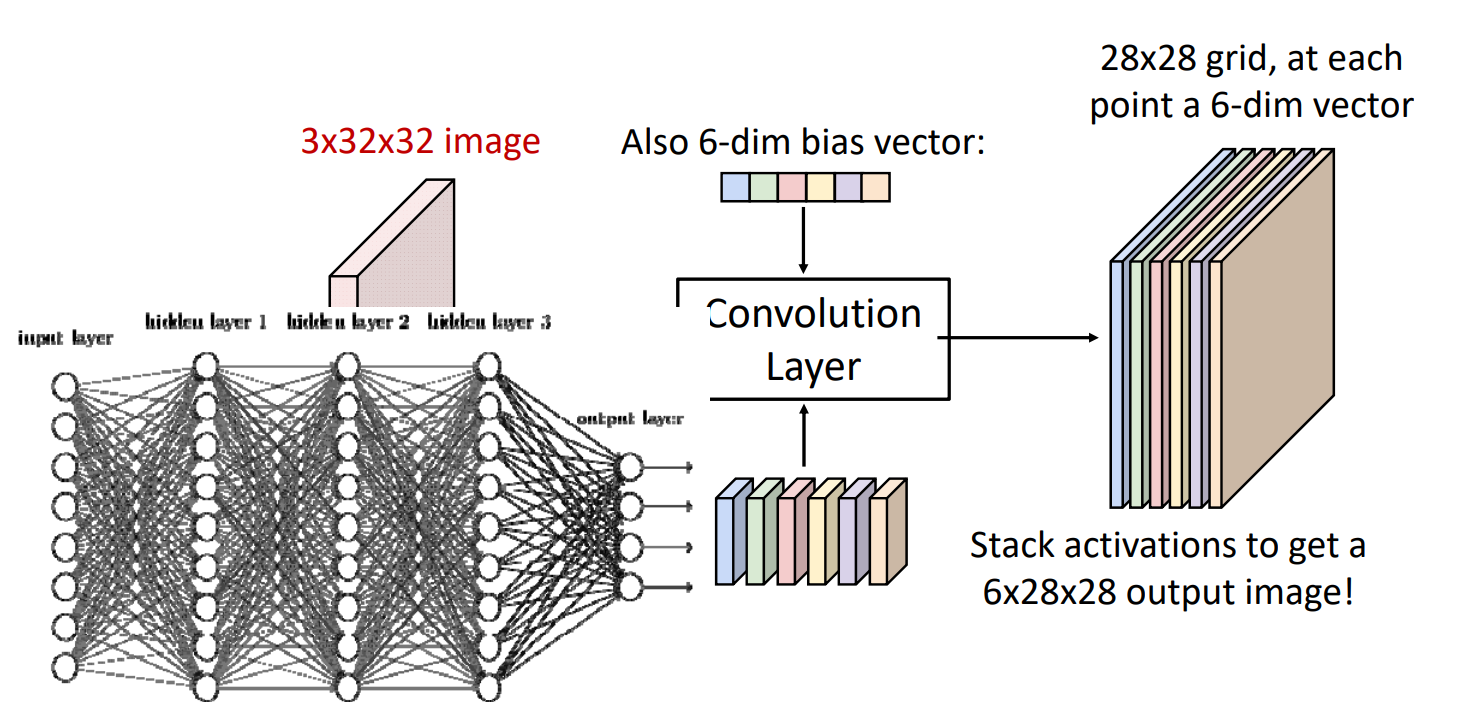 28x28 grid, at each
point a 6-dim vector
3x32x32 image
Also 6-dim bias vector:
Convolution
Layer
input layer
hidden layer 1
hidden layer 2
hidden layer 3
output layer
Stack activations to get a
6x28x28 output image!